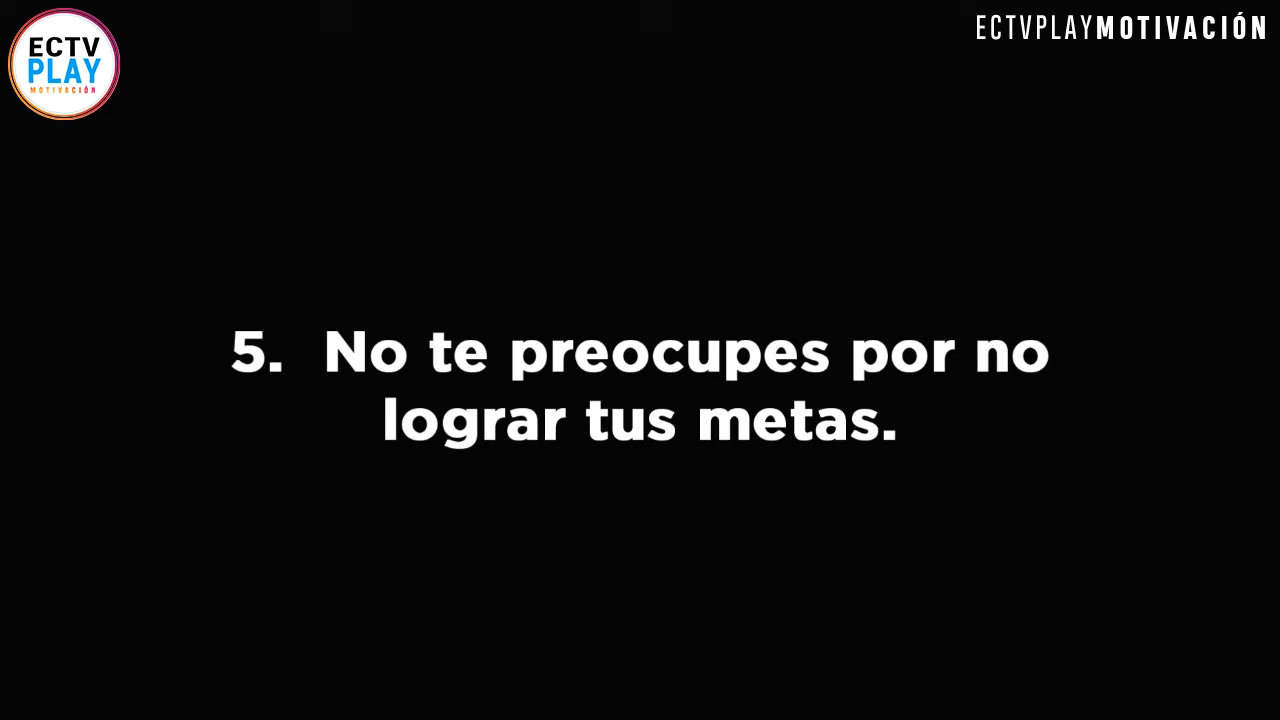 ECTV
PLAY
MOTIVACIÓN
ECTVPLAYMOTIVACIÓN
5. No te preocupes por no
lograr tus metas.